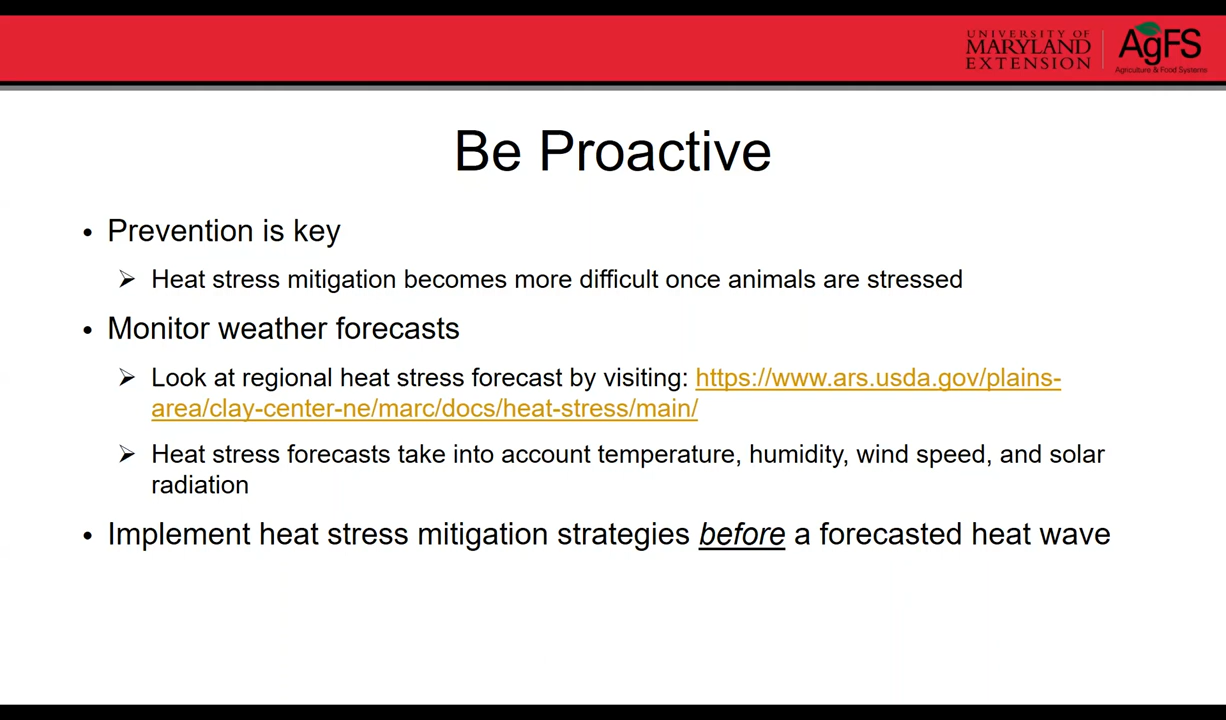 UNIVERSITY OF
MARYLAND
EXTENSION
AgFS
Agriculture & Food Systems
Be Proactive
• Prevention is key
➢ Heat stress mitigation becomes more difficult once animals are stressed
• Monitor weather forecasts
➢ Look at regional heat stress forecast by visiting: https://www.ars.usda.gov/plains-
area/clay-center-ne/marc/docs/heat-stress/main/
➢ Heat stress forecasts take into account temperature, humidity, wind speed, and solar
radiation
• Implement heat stress mitigation strategies before a forecasted heat wave